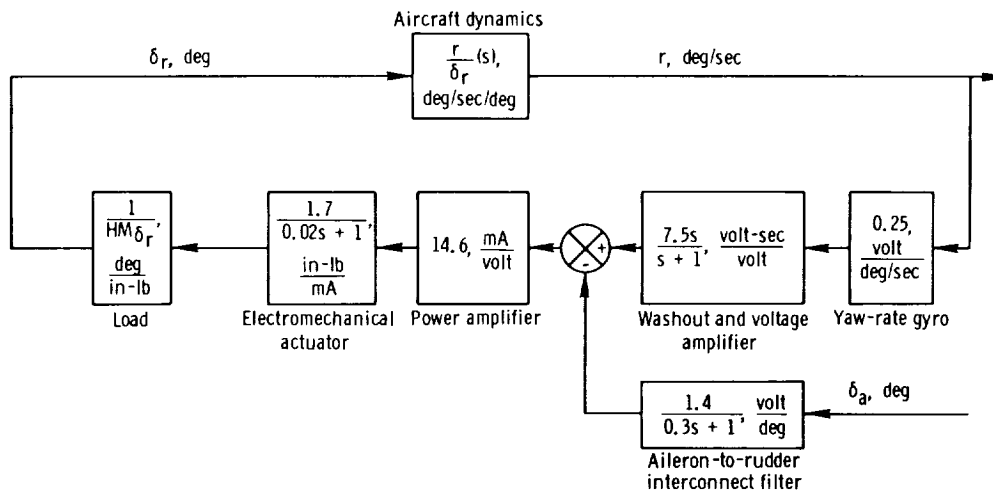 Aircraft dynamics
δr, deg
r/δr (s),
deg/sec/deg
r, deg/sec
1/HMδr,
deg/in-lb
Load
1.7/0.02s + 1,
in-lb/mA
Electromechanical
actuator
14.6, mA/volt
Power amplifier
+
-
7.5s/s + 1, volt-sec/volt
Washout and voltage
amplifier
0.25,
volt/deg/sec
Yaw-rate gyro
δa, deg
1.4/0.3s + 1, volt/deg
Aileron-to-rudder
interconnect filter